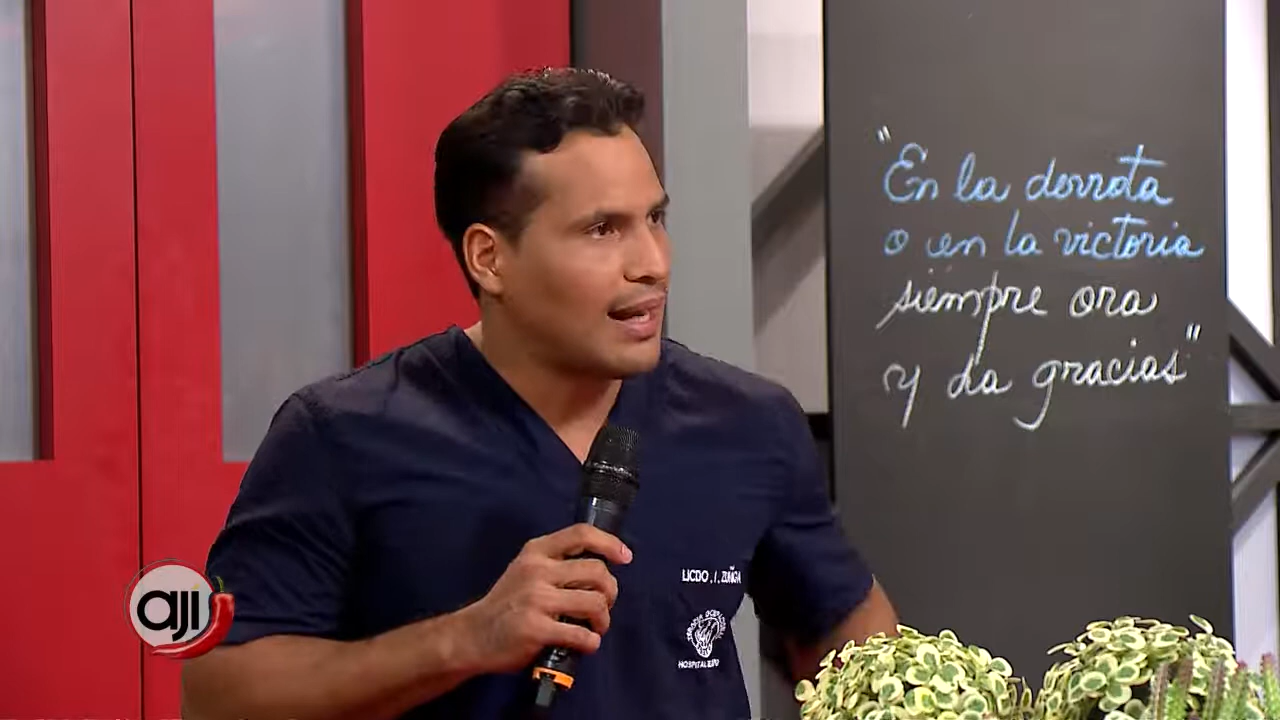 "En la derrota
o en la victoria
siempre ora
y da gracias"
LICDO. I. ZUÑIGA
HOSPITAL
aji